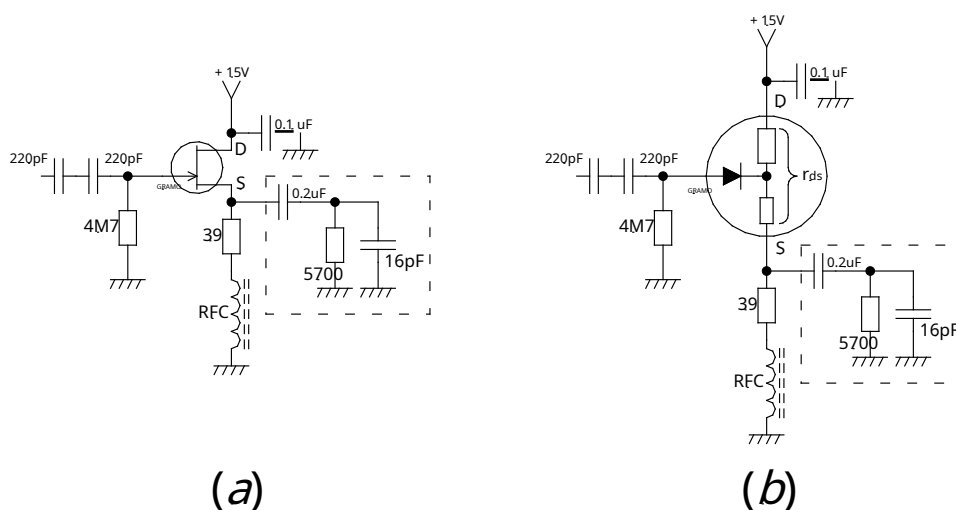 + 15V
0.1 uF
D
220pF
220pF
S
4M7
39
0.2uF
5700
16pF
RFC
(a)
+ 15V
0.1 uF
D
220pF
220pF
rds
4M7
S
39
0.2uF
5700
16pF
RFC
(b)